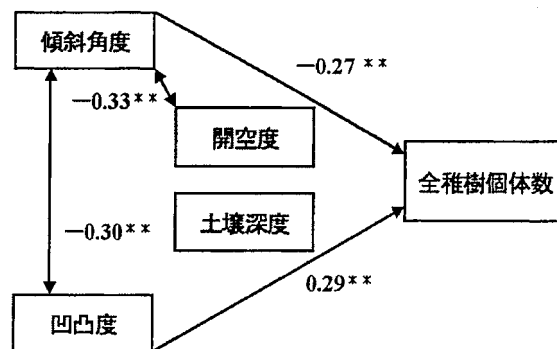 傾斜角度
−0.27 **
−0.33**
開空度
全稚樹個体数
土壌深度
−0.30**
0.29**
凹凸度